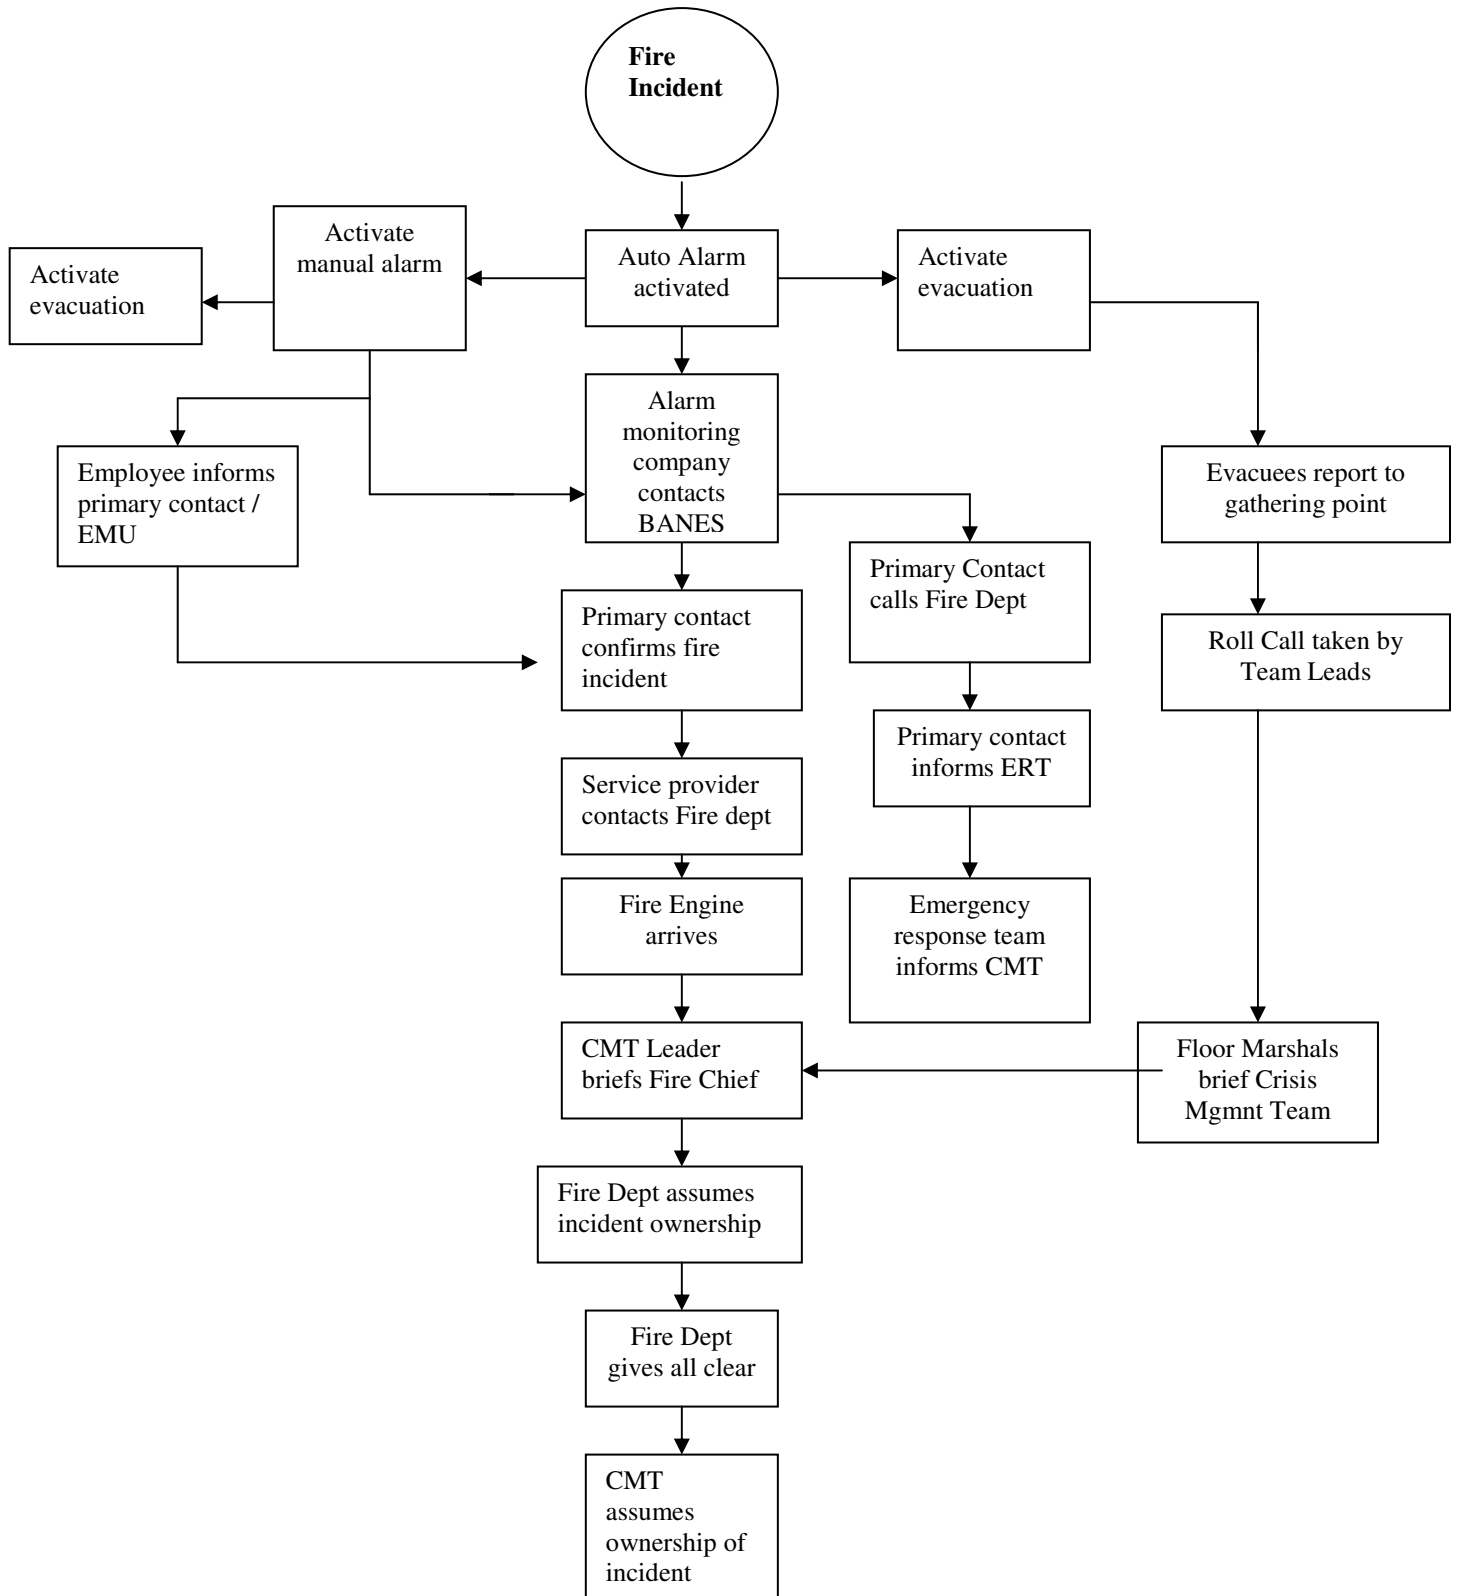 Fire
Incident
Activate
manual alarm
Auto Alarm
activated
Activate
evacuation
Activate
evacuation
Alarm
monitoring
company
contacts
BANES
Employee informs
primary contact /
EMU
Evacuees report to
gathering point
Primary Contact
calls Fire Dept
Primary contact
confirms fire
incident
Roll Call taken by
Team Leads
Primary contact
informs ERT
Service provider
contacts Fire dept
Fire Engine
arrives
Emergency
response team
informs CMT
CMT Leader
briefs Fire Chief
Floor Marshals
brief Crisis
Mgmnt Team
Fire Dept assumes
incident ownership
Fire Dept
gives all clear
CMT
assumes
ownership of
incident